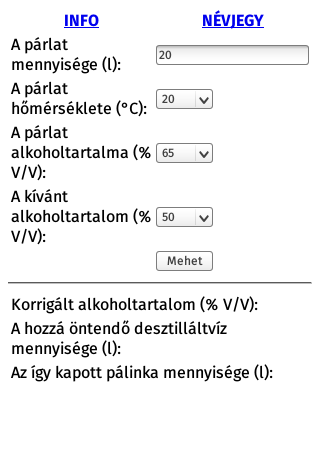 INFO NÉVJEGY
A párlat
mennyisége (l): 20
A párlat
hőmérséklete (°C): 20
A párlat
alkoholtartalma (% 65
V/V):
A kívánt
alkoholtartalom (% 50
V/V):
Mehet
Korrigált alkoholtartalom (% V/V):
A hozzá öntendő desztilláltvíz
mennyisége (l):
Az így kapott pálinka mennyisége (l):